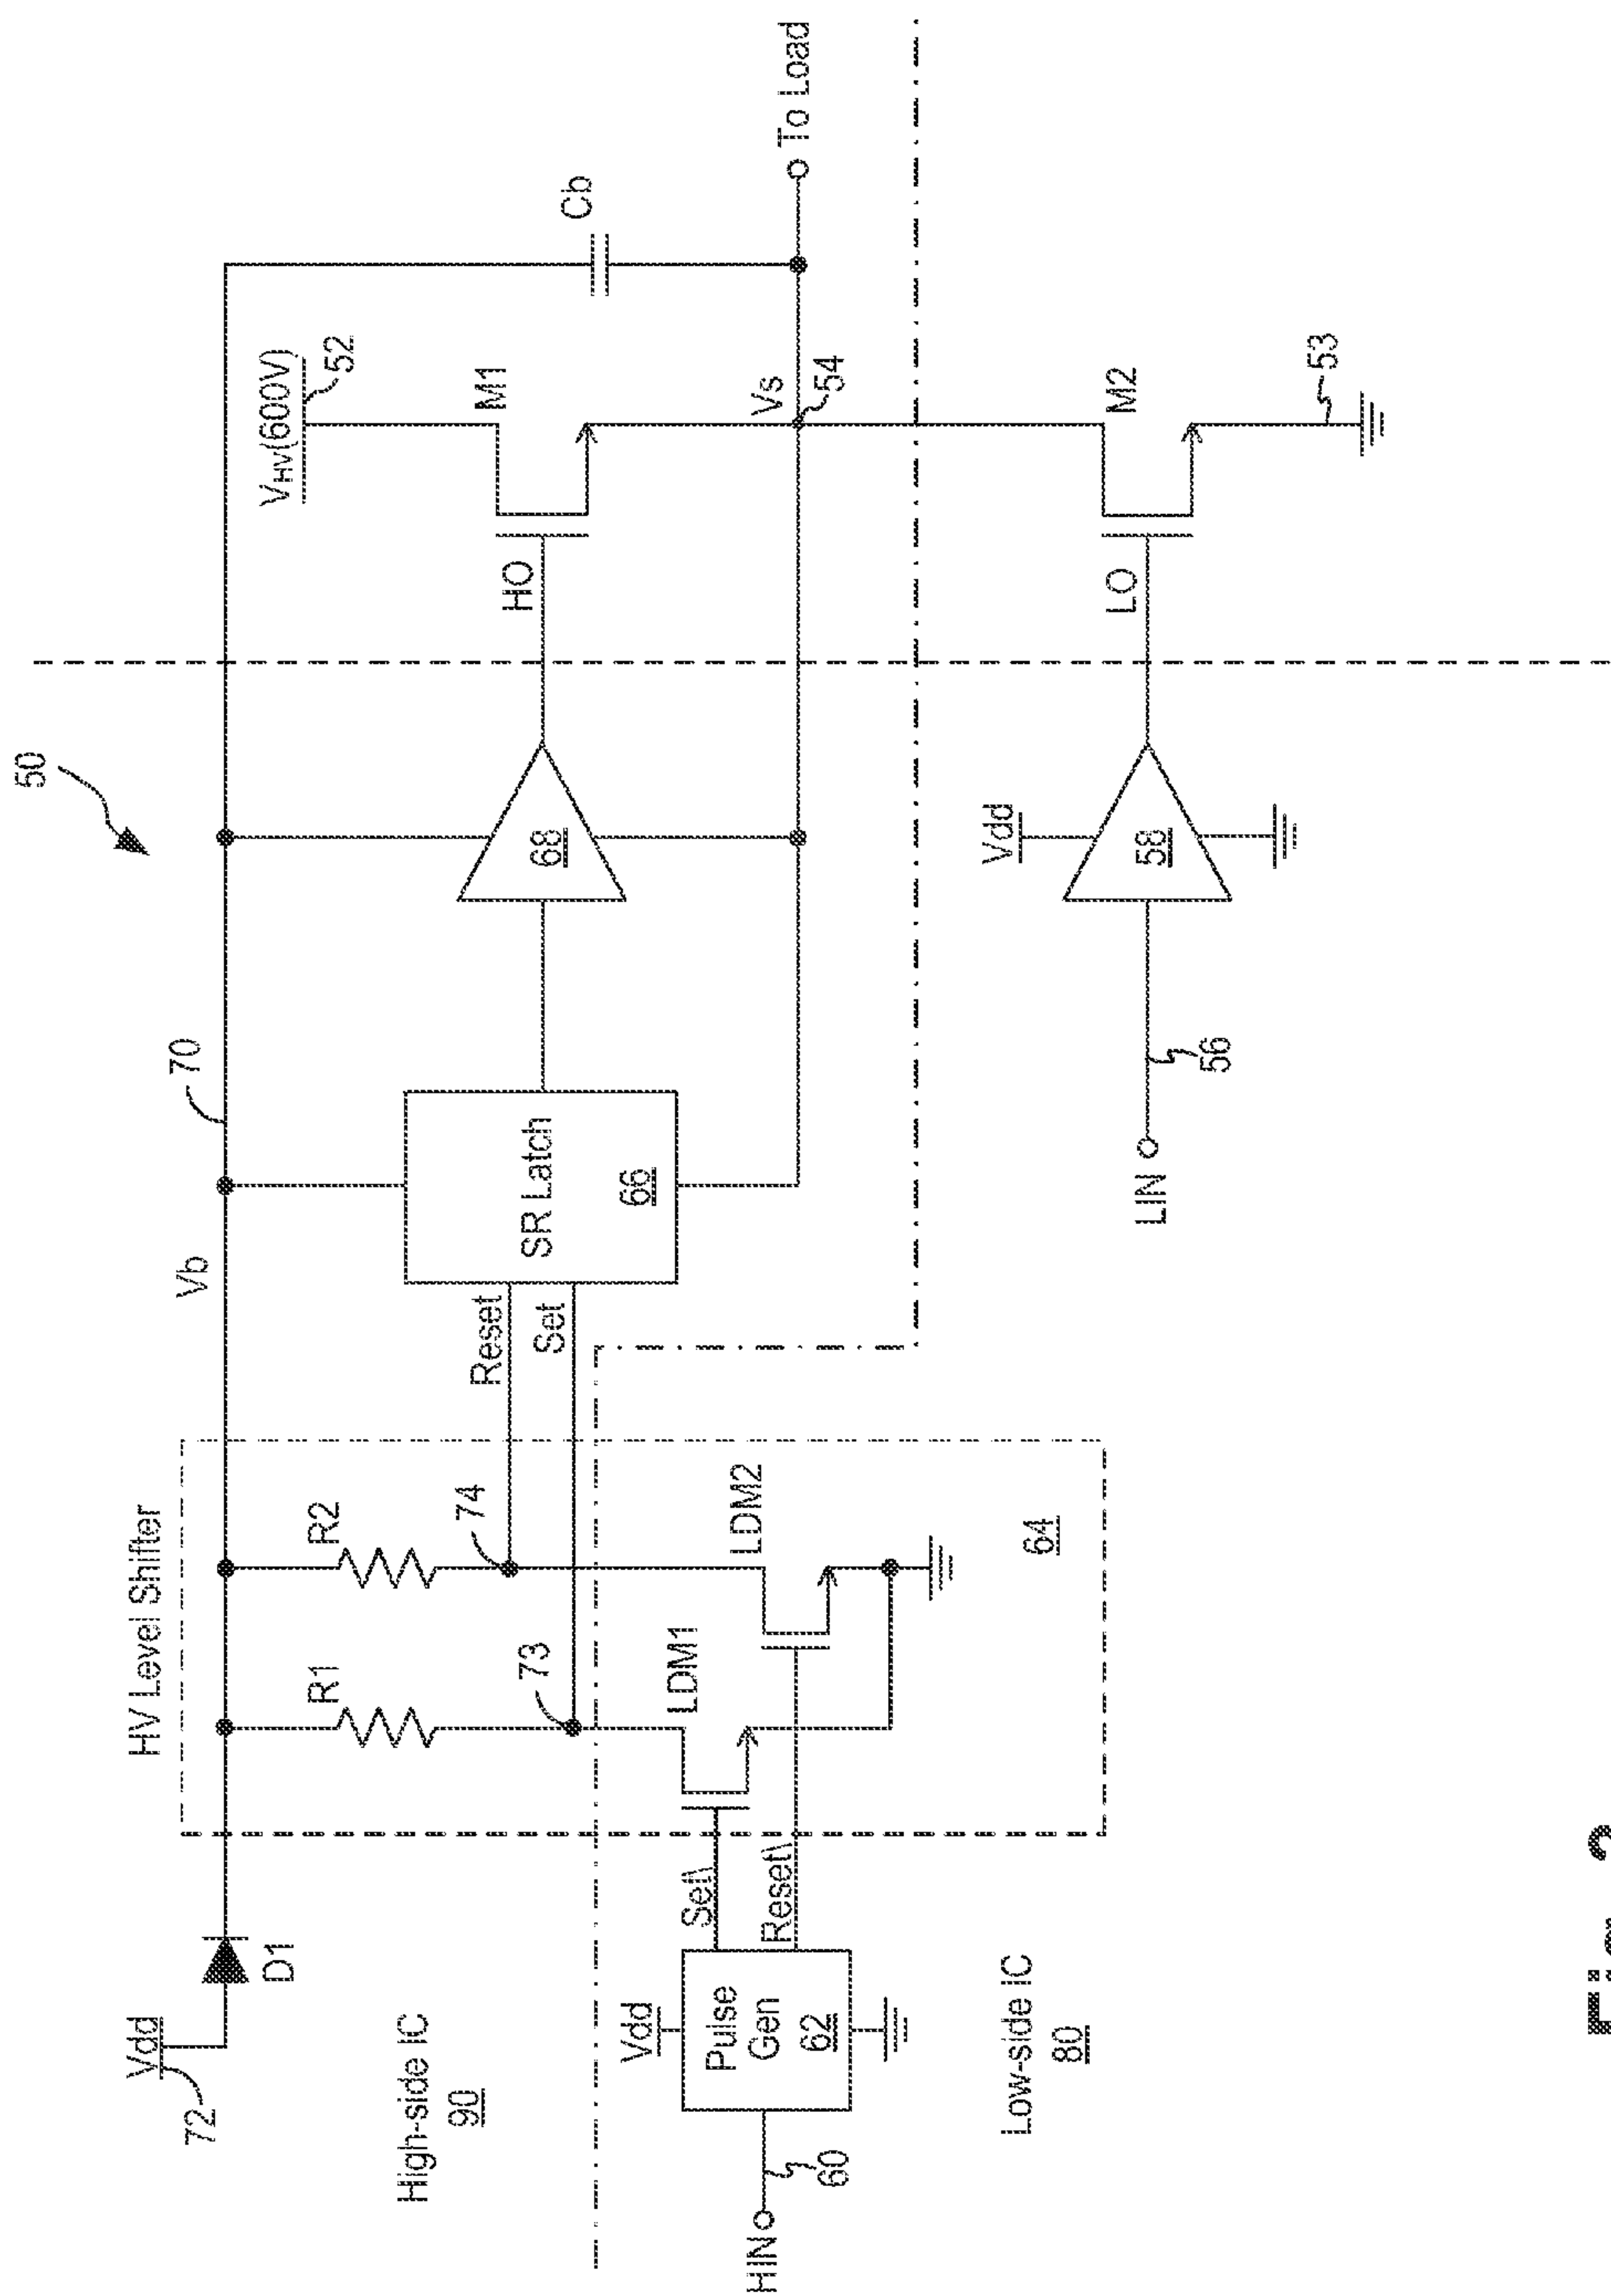 50
Vdd
72
D1
HV Level Shifter
R1
R2
73
74
Vb
70
VHV(600V)
52
Cb
M1
HO
Vs
54
To Load
68
SR Latch
66
Reset
Set
High-side IC
90
LDM1
LDM2
64
Set\
Reset\
Vdd
Pulse
Gen
62
HIN
60
Low-side IC
80
LIN
56
Vdd
58
LO
M2
53